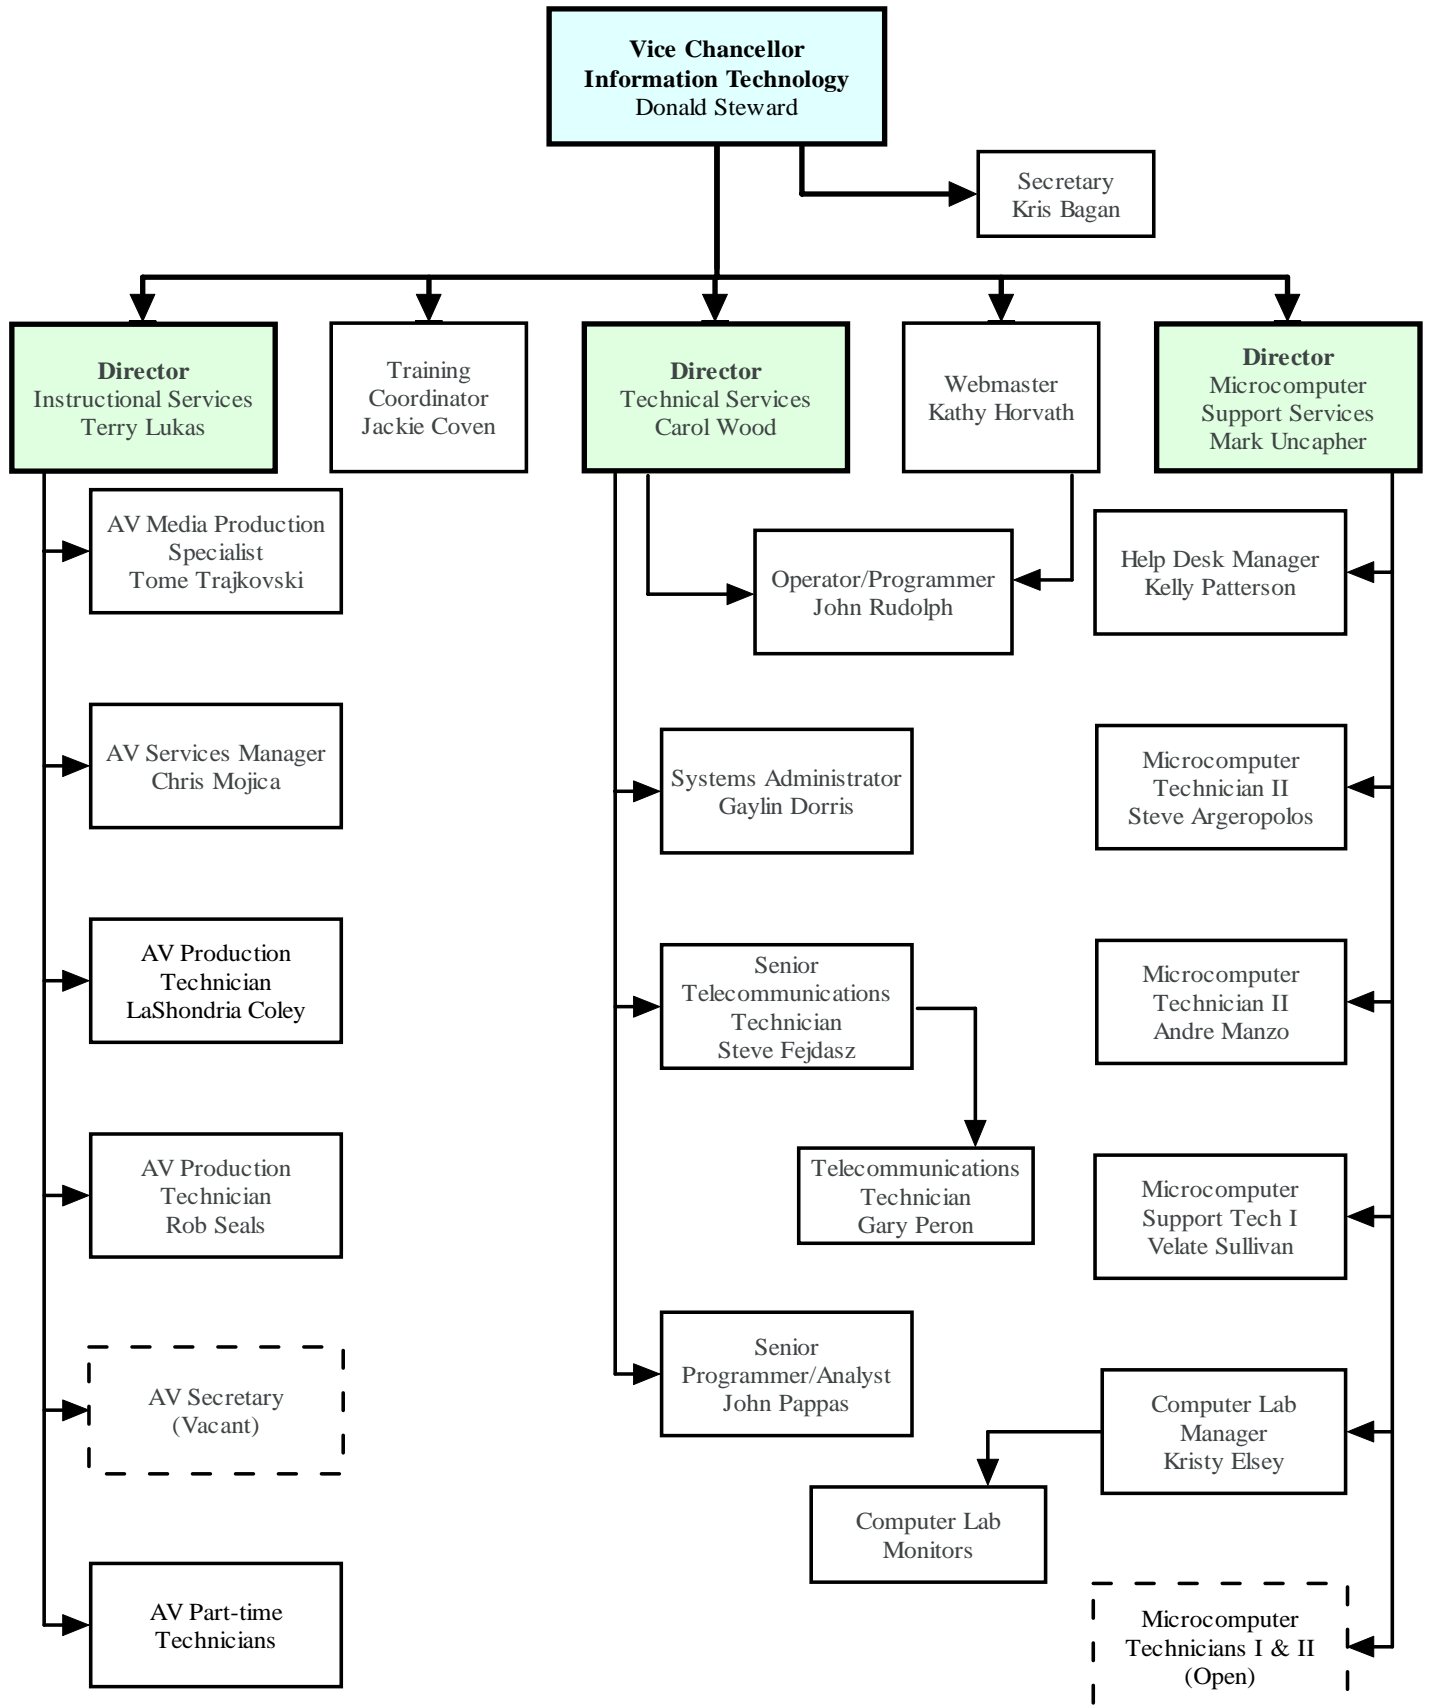 Vice Chancellor
Information Technology
Donald Steward
Secretary
Kris Bagan
Director
Instructional Services
Terry Lukas
Training
Coordinator
Jackie Coven
Director
Technical Services
Carol Wood
Webmaster
Kathy Horvath
Director
Microcomputer
Support Services
Mark Uncapher
AV Media Production
Specialist
Tome Trajkovski
AV Services Manager
Chris Mojica
AV Production
Technician
LaShondria Coley
AV Production
Technician
Rob Seals
AV Secretary
(Vacant)
AV Part-time
Technicians
Operator/Programmer
John Rudolph
Systems Administrator
Gaylin Dorris
Senior
Telecommunications
Technician
Steve Fejdasz
Telecommunications
Technician
Gary Peron
Senior
Programmer/Analyst
John Pappas
Help Desk Manager
Kelly Patterson
Microcomputer
Technician II
Steve Argeropolos
Microcomputer
Technician II
Andre Manzo
Microcomputer
Support Tech I
Velate Sullivan
Computer Lab
Manager
Kristy Elsey
Computer Lab
Monitors
Microcomputer
Technicians I & II
(Open)